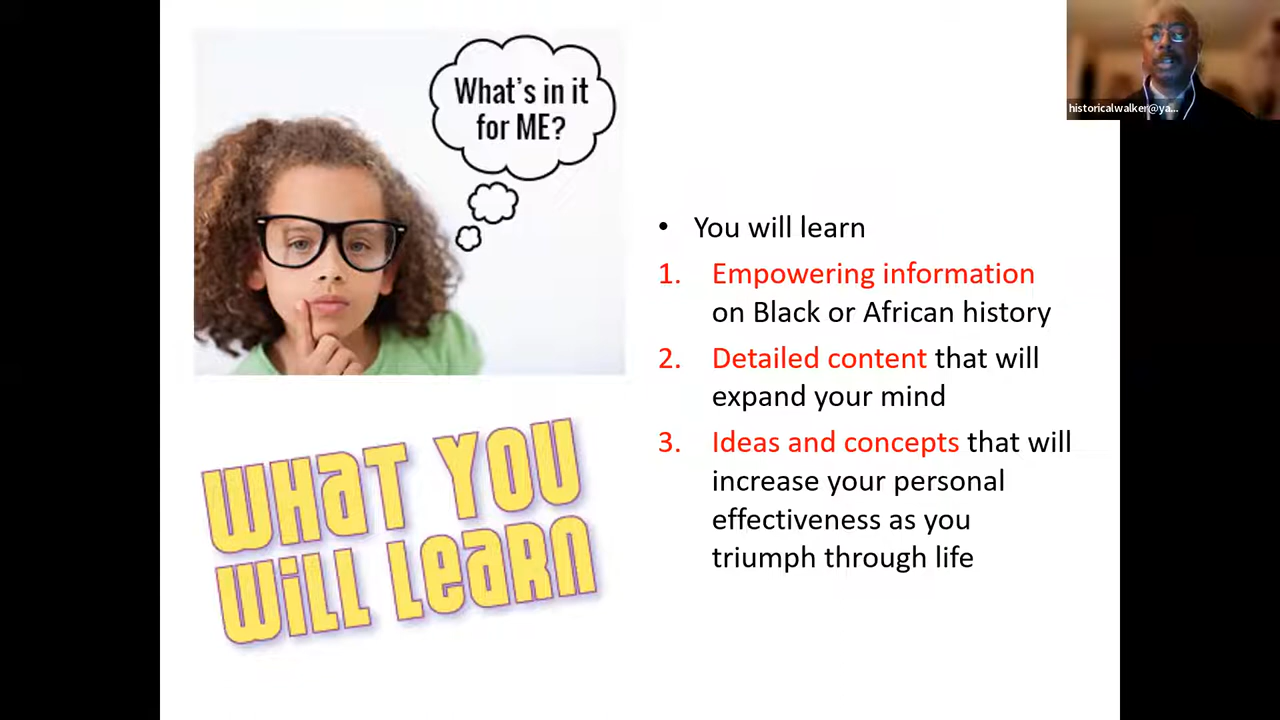 What's in it
for ME?
historicalwalker@ya...
• You will learn
1. Empowering information
on Black or African history
2. Detailed content that will
expand your mind
3. Ideas and concepts that will
increase your personal
effectiveness as you
triumph through life
WHaT YOU
WiLL LeaRN